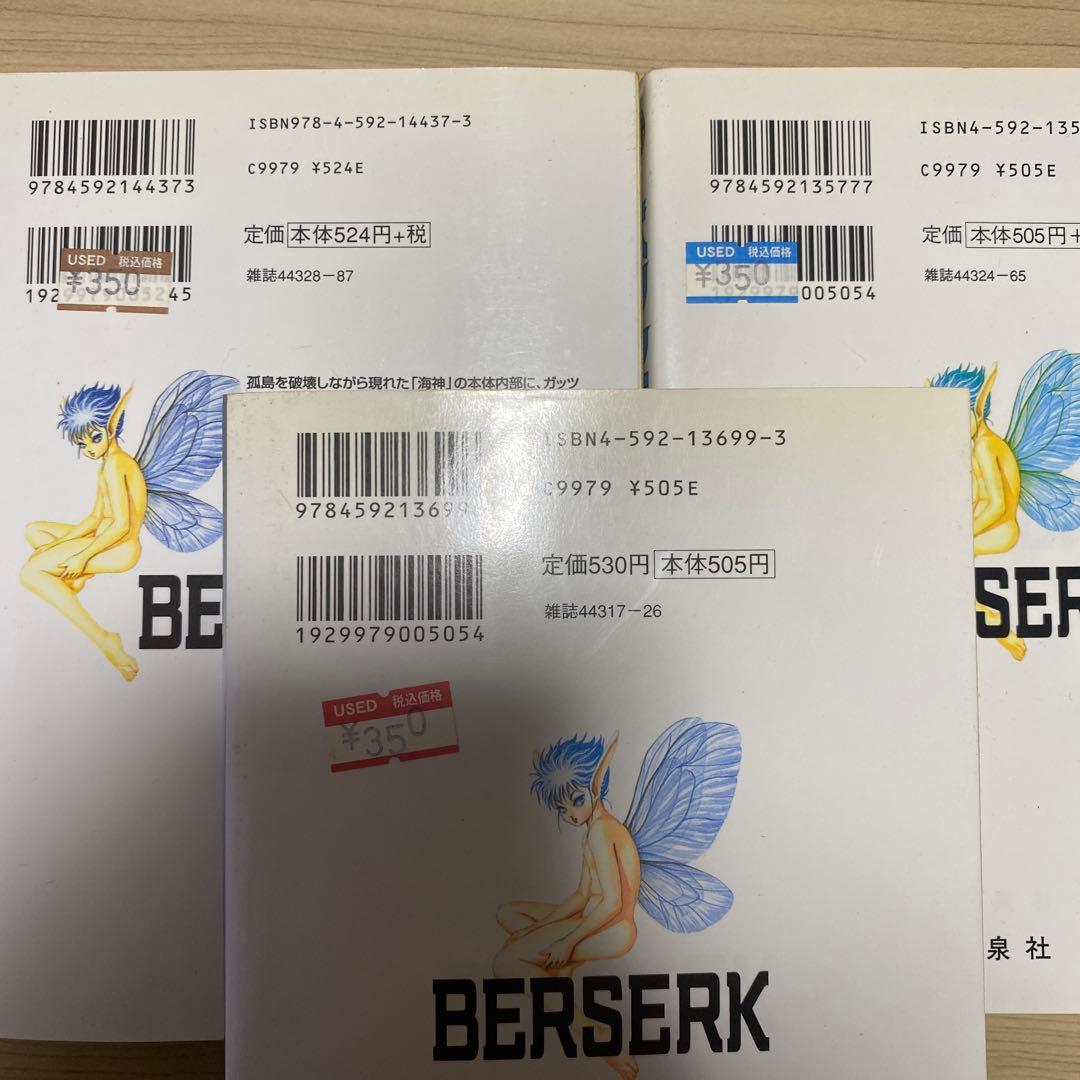 ISBN978-4-592-14437-3
C9979 ¥524E
9784592144373
定価 本体524円+税
USED 税込価格
¥350
雑誌44328-87
孤島を破壊しながら現れた「海神」の本体内部に、ガッツ
BE
ISBN4-592-135
C9979 ¥505E
9784592135777
定価 本体505円+
USED 税込価格
¥350
005054
雑誌44324-65
SER
泉社
ISBN4-592-13699-3
C9979 ¥505E
978459213699
定価530円 本体505円
1929979005054
雑誌44317-26
USED 税込価格
¥350
BERSERK